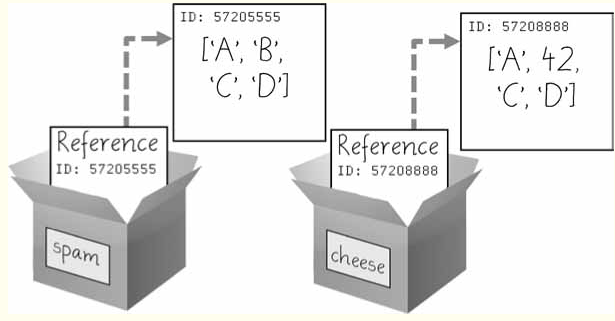 ID: 57205555
['A', 'B',
'C', 'D']
Reference
ID: 57205555
spam
ID: 57208888
['A', 42,
'C', 'D']
Reference
ID: 57208888
cheese